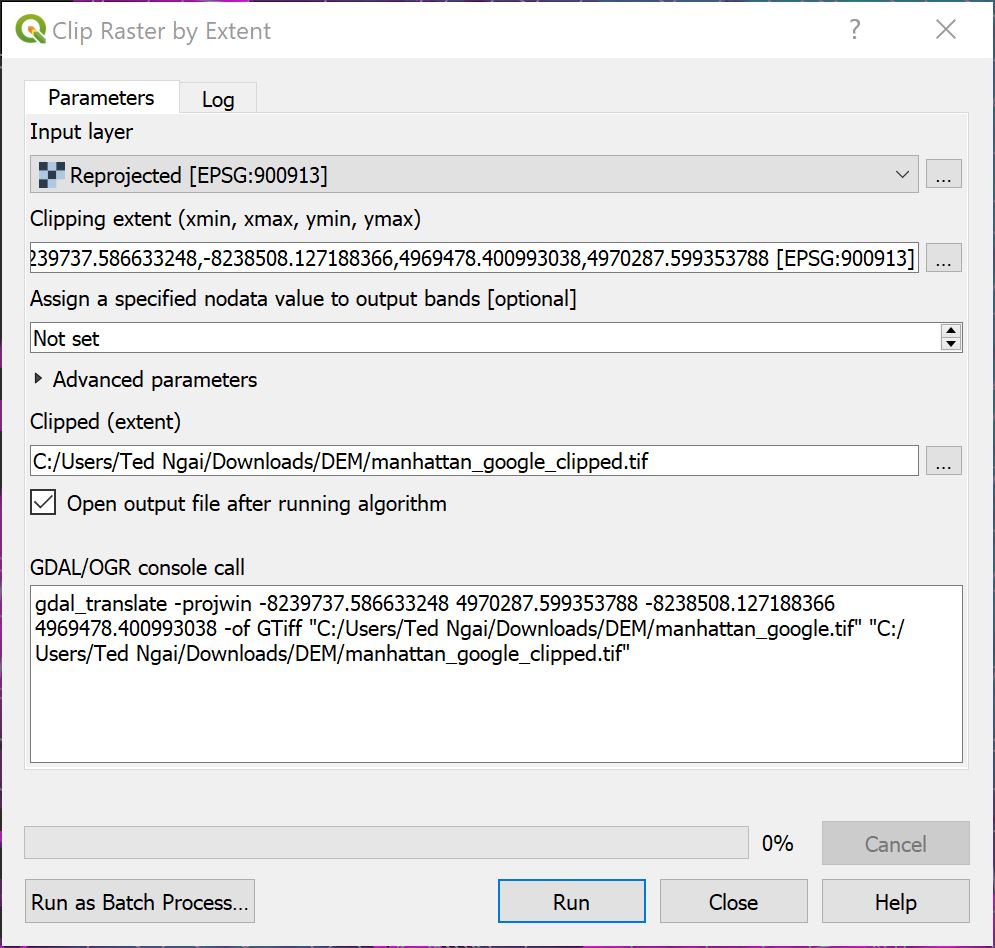 Clip Raster by Extent
?
Parameters
Log
Input layer
Reprojected [EPSG:900913]
...
Clipping extent (xmin, xmax, ymin, ymax)
239737.586633248,-8238508.127188366,4969478.400993038,4970287.599353788 [EPSG:900913]
...
Assign a specified nodata value to output bands [optional]
Not set
Advanced parameters
Clipped (extent)
C:/Users/Ted Ngai/Downloads/DEM/manhattan_google_clipped.tif
...
Open output file after running algorithm
GDAL/OGR console call
gdal_translate -projwin -8239737.586633248 4970287.599353788 -8238508.127188366
4969478.400993038 -of GTiff "C:/Users/Ted Ngai/Downloads/DEM/manhattan_google.tif" "C:/
Users/Ted Ngai/Downloads/DEM/manhattan_google_clipped.tif"
0%
Cancel
Run as Batch Process...
Run
Close
Help